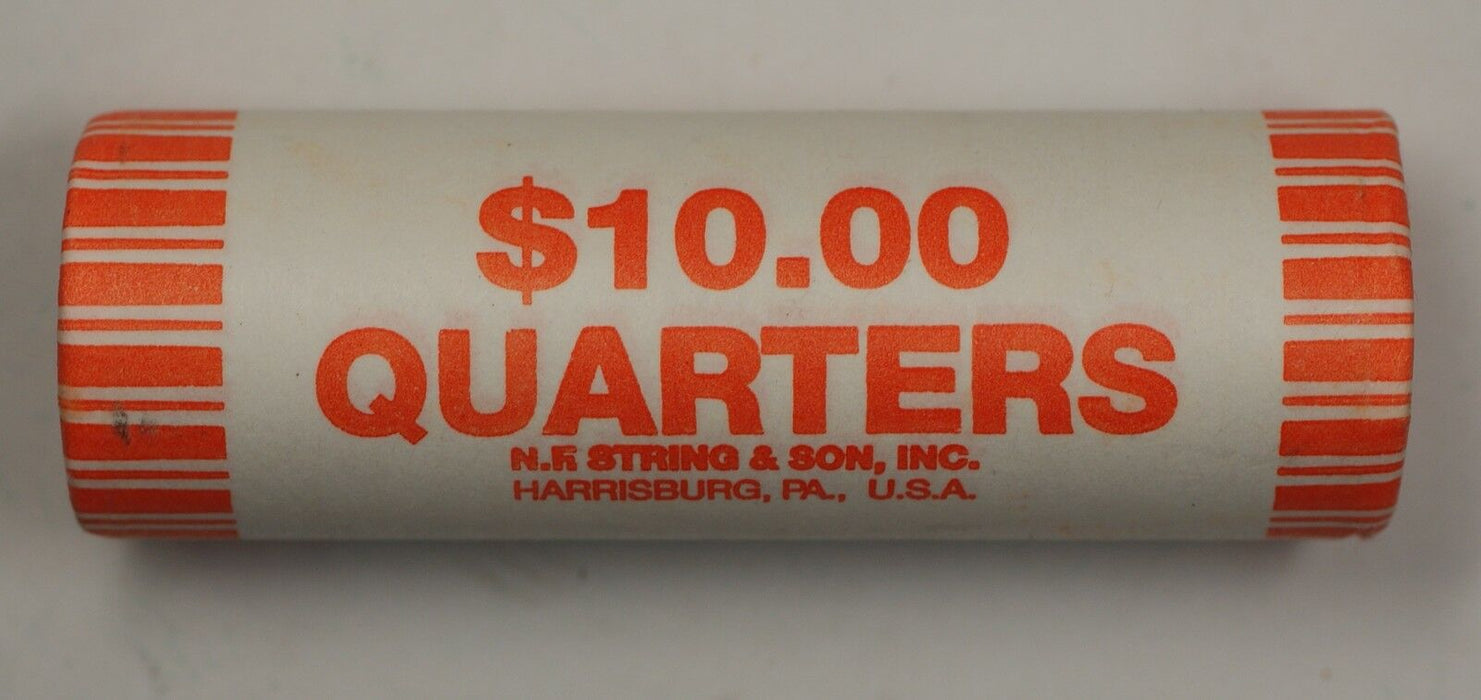 $10.00
QUARTERS
N.F. STRING & SON, INC.
HARRISBURG, PA., U.S.A.